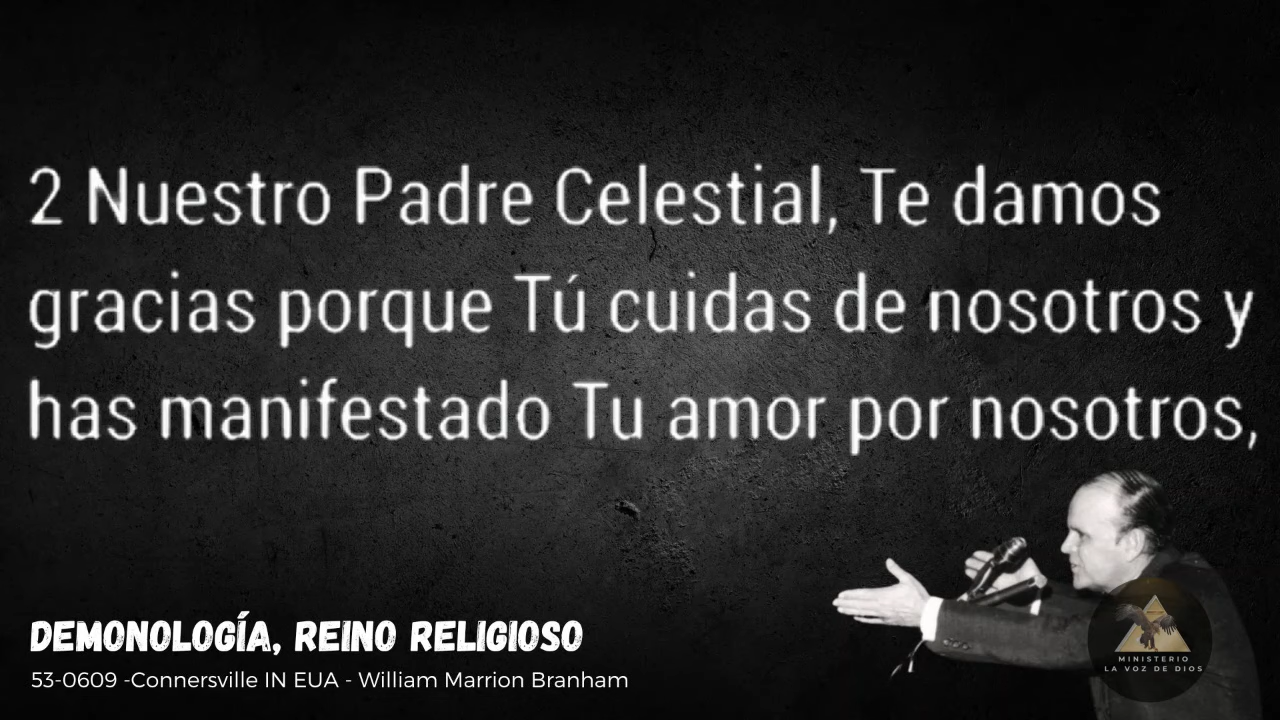 2 Nuestro Padre Celestial, Te damos
gracias porque Tú cuidas de nosotros y
has manifestado Tu amor por nosotros,
DEMONOLOGÍA, REINO RELIGIOSO
53-0609 -Connersville IN EUA - William Marrion Branham
MINISTERIO
LA VOZ DE DIOS